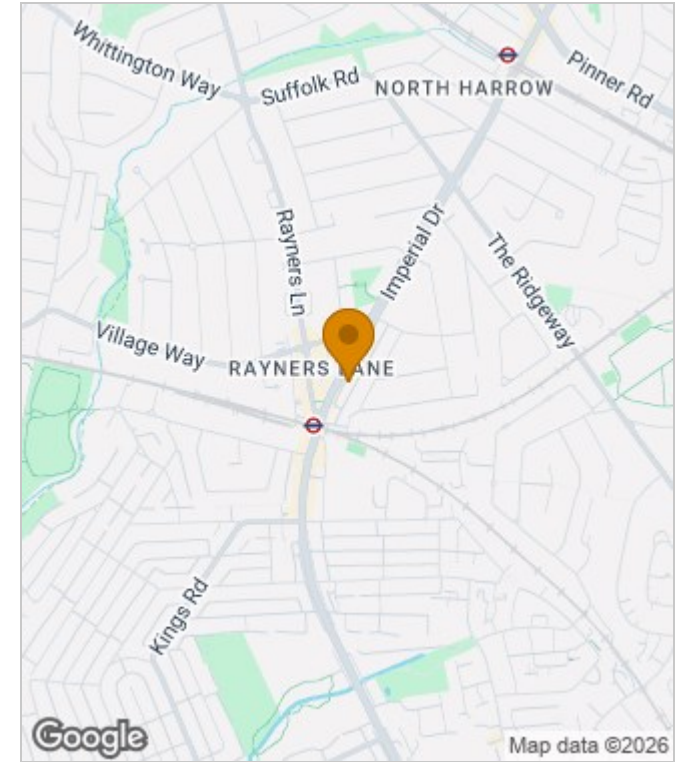 Whittington Way
Suffolk Rd
NORTH HARROW
Pinner Rd
Rayners Ln
Imperial Dr
The Ridgeway
Village Way
RAYNERS LANE
Kings Rd
Google
Map data ©2026